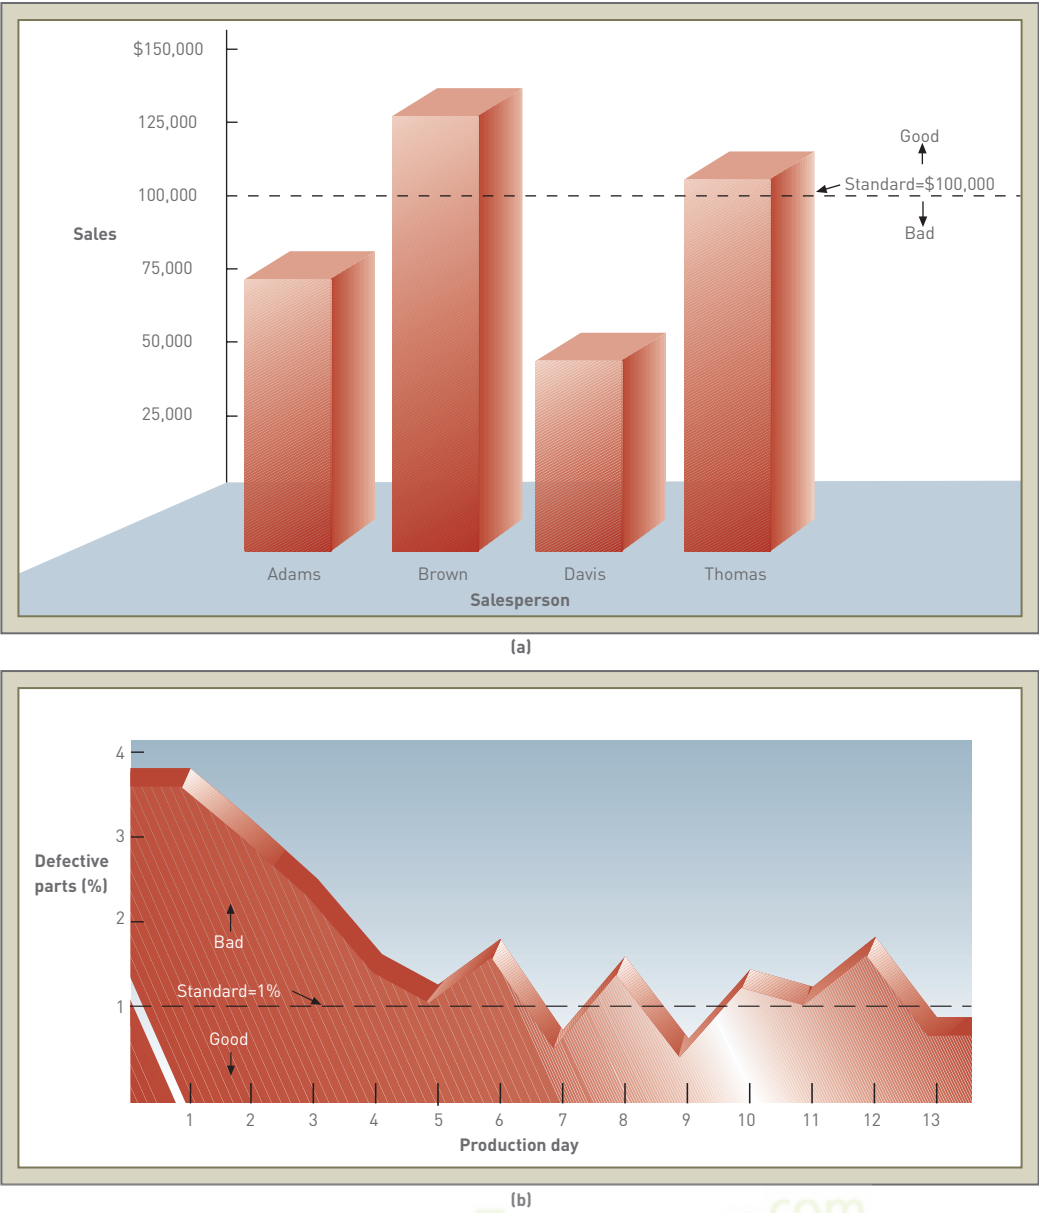 $150,000
125,000
Good
Standard=$100,000
100,000
Sales
Bad
75,000
50,000
25,000
Adams Brown Davis Thomas
Salesperson
(a)
4
3
Defective
parts (%)
2
Bad
Standard=1%
1
Good
1 2 3 4 5 6 7 8 9 10 11 12 13
Production day
(b)
com